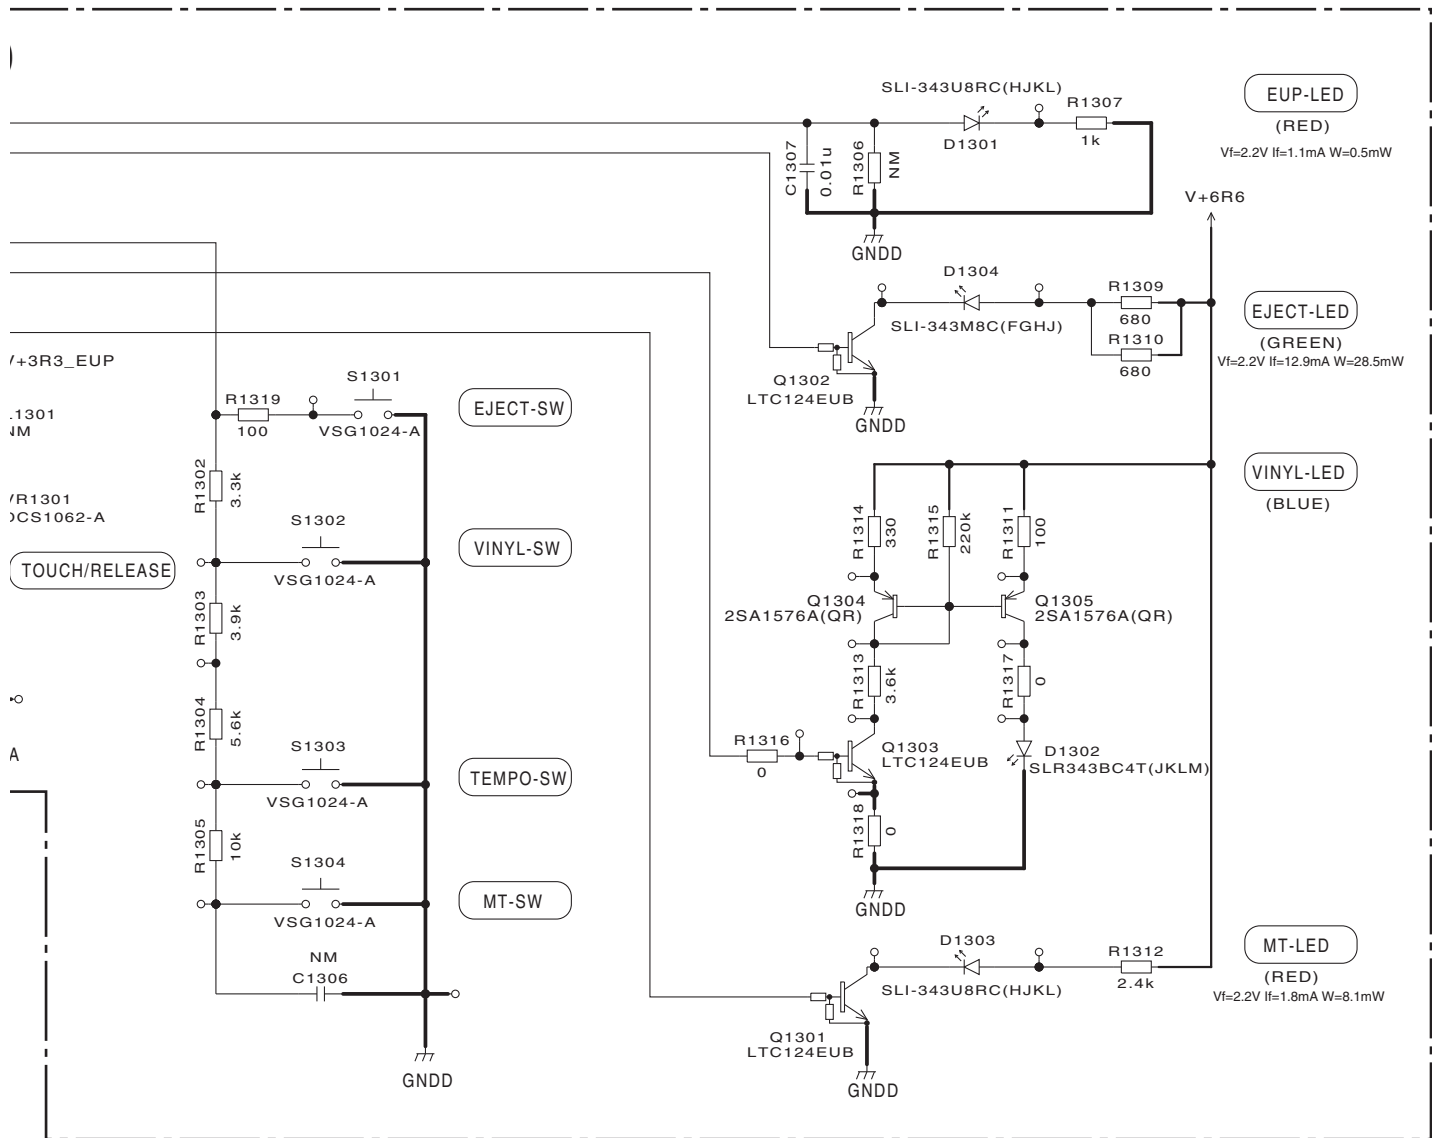 )
SLI-343U8RC(HJKL)
D1301
R1307
1k
C1307
0.01u
R1306
NM
GNDD
EUP-LED
(RED)
Vf=2.2V If=1.1mA W=0.5mW
V+6R6
D1304
SLI-343M8C(FGHJ)
R1309
680
R1310
680
Q1302
LTC124EUB
GNDD
EJECT-LED
(GREEN)
Vf=2.2V If=12.9mA W=28.5mW
V+3R3_EUP
L1301
NM
VR1301
DCS1062-A
TOUCH/RELEASE
A
R1319
100
S1301
VSG1024-A
EJECT-SW
R1302
3.3k
S1302
VSG1024-A
VINYL-SW
R1303
3.9k
R1304
5.6k
S1303
VSG1024-A
TEMPO-SW
R1305
10k
S1304
VSG1024-A
MT-SW
NM
C1306
GNDD
VINYL-LED
(BLUE)
R1314
330
R1315
220k
R1311
100
Q1304
2SA1576A(QR)
Q1305
2SA1576A(QR)
R1313
3.6k
R1317
0
R1316
0
Q1303
LTC124EUB
D1302
SLR343BC4T(JKLM)
R1318
0
GNDD
D1303
SLI-343U8RC(HJKL)
R1312
2.4k
MT-LED
(RED)
Vf=2.2V If=1.8mA W=8.1mW
Q1301
LTC124EUB
GNDD